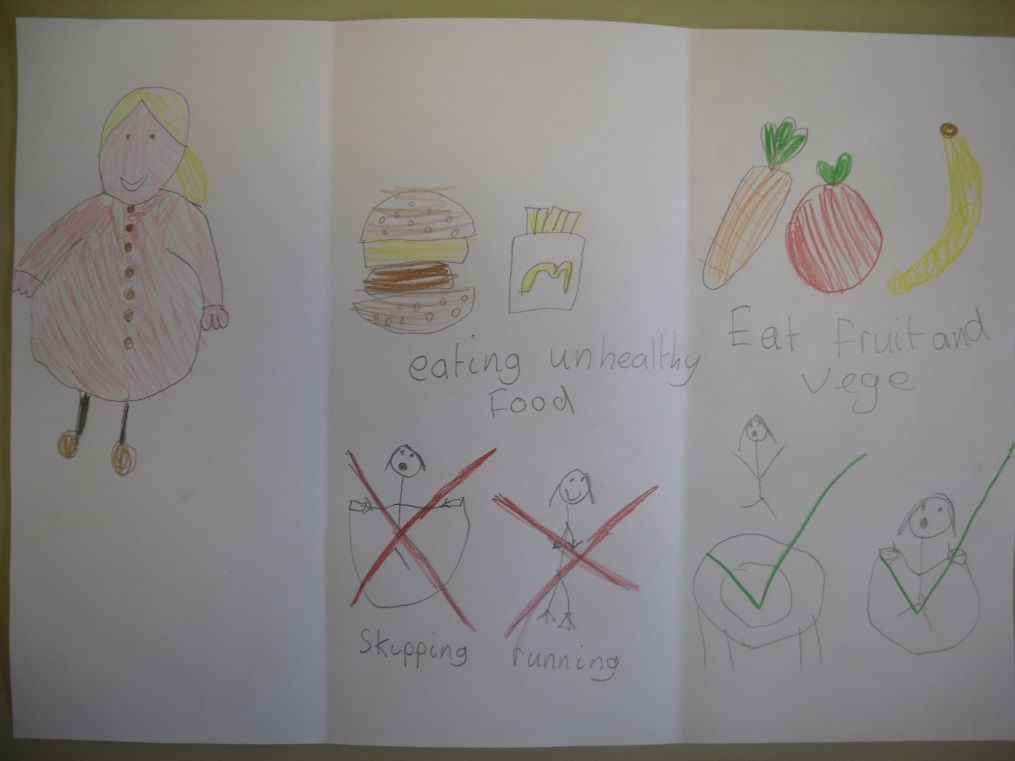 eating unhealthy
Food
Skipping
running
Eat fruit and
vege